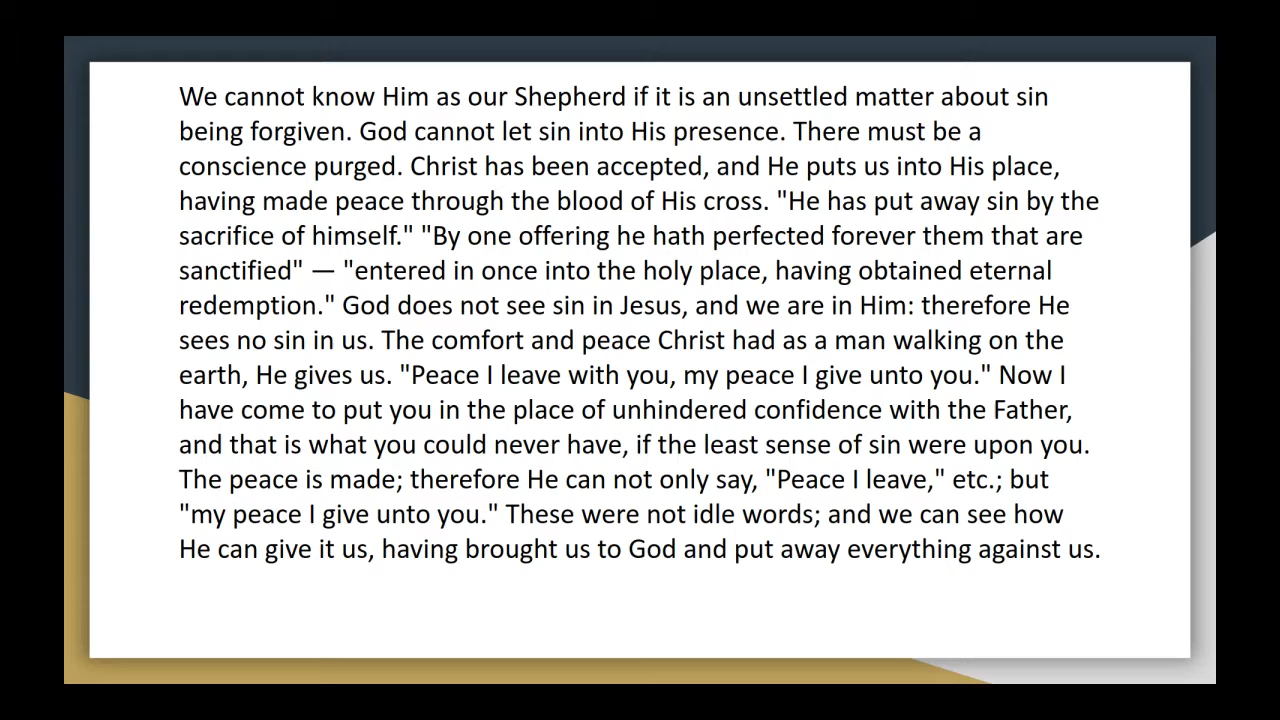 We cannot know Him as our Shepherd if it is an unsettled matter about sin
being forgiven. God cannot let sin into His presence. There must be a
conscience purged. Christ has been accepted, and He puts us into His place,
having made peace through the blood of His cross. "He has put away sin by the
sacrifice of himself." "By one offering he hath perfected forever them that are
sanctified" — "entered in once into the holy place, having obtained eternal
redemption." God does not see sin in Jesus, and we are in Him: therefore He
sees no sin in us. The comfort and peace Christ had as a man walking on the
earth, He gives us. "Peace I leave with you, my peace I give unto you." Now I
have come to put you in the place of unhindered confidence with the Father,
and that is what you could never have, if the least sense of sin were upon you.
The peace is made; therefore He can not only say, "Peace I leave," etc.; but
"my peace I give unto you." These were not idle words; and we can see how
He can give it us, having brought us to God and put away everything against us.